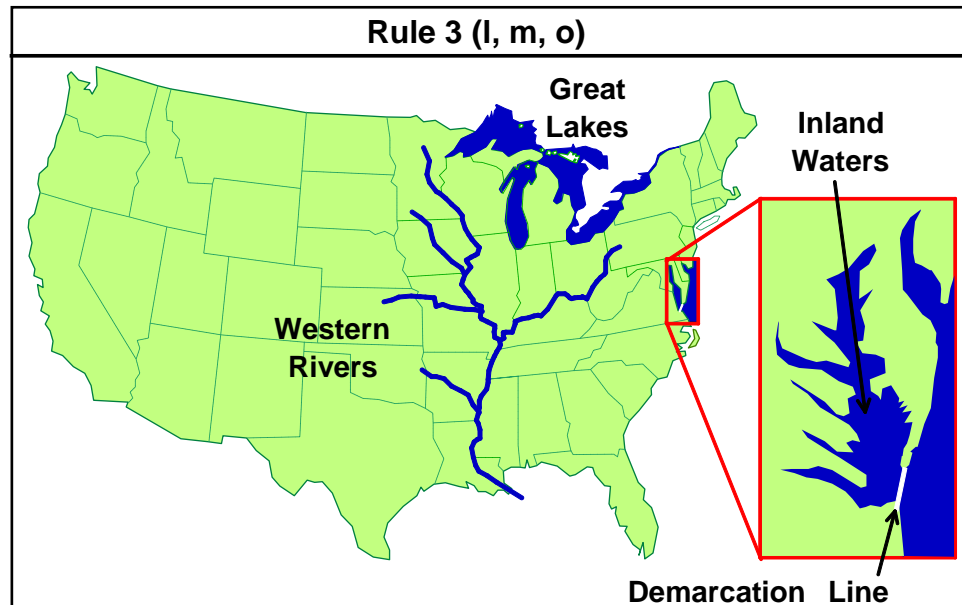 Rule 3 (l, m, o)
Great
Lakes
Inland
Waters
Western
Rivers
Demarcation Line